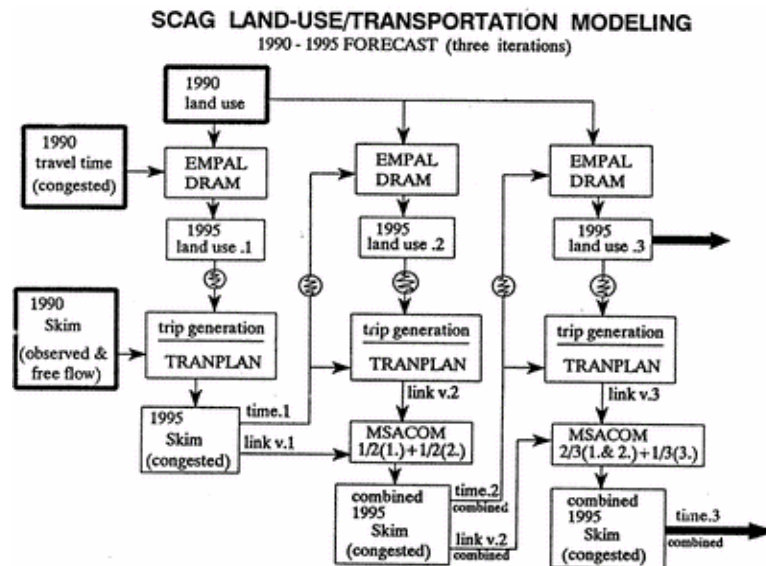 SCAG LAND-USE/TRANSPORTATION MODELING
1990 - 1995 FORECAST (three iterations)
1990
land use
1990
travel time
(congested)
EMPAL
DRAM
EMPAL
DRAM
EMPAL
DRAM
1995
land use .1
1995
land use .2
1995
land use .3
1990
Skim
(observed &
free flow)
trip generation
TRANPLAN
trip generation
TRANPLAN
trip generation
TRANPLAN
link v.2
link v.3
1995
Skim
(congested)
time.1
link v.1
MSACOM
1/2(1.)+1/2(2.)
MSACOM
2/3(1.& 2.)+1/3(3.)
combined
1995
Skim
(congested)
time.2
combined
link v.2
combined
combined
1995
Skim
(congested)
time.3
combined